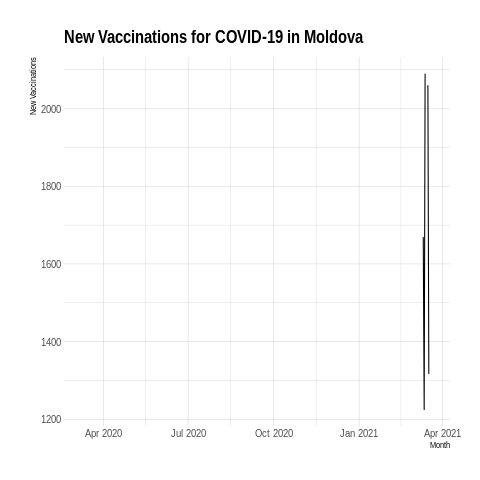 New Vaccinations for COVID-19 in Moldova
New Vaccinations
2000
1800
1600
1400
1200
Apr 2020
Jul 2020
Oct 2020
Jan 2021
Apr 2021
Month